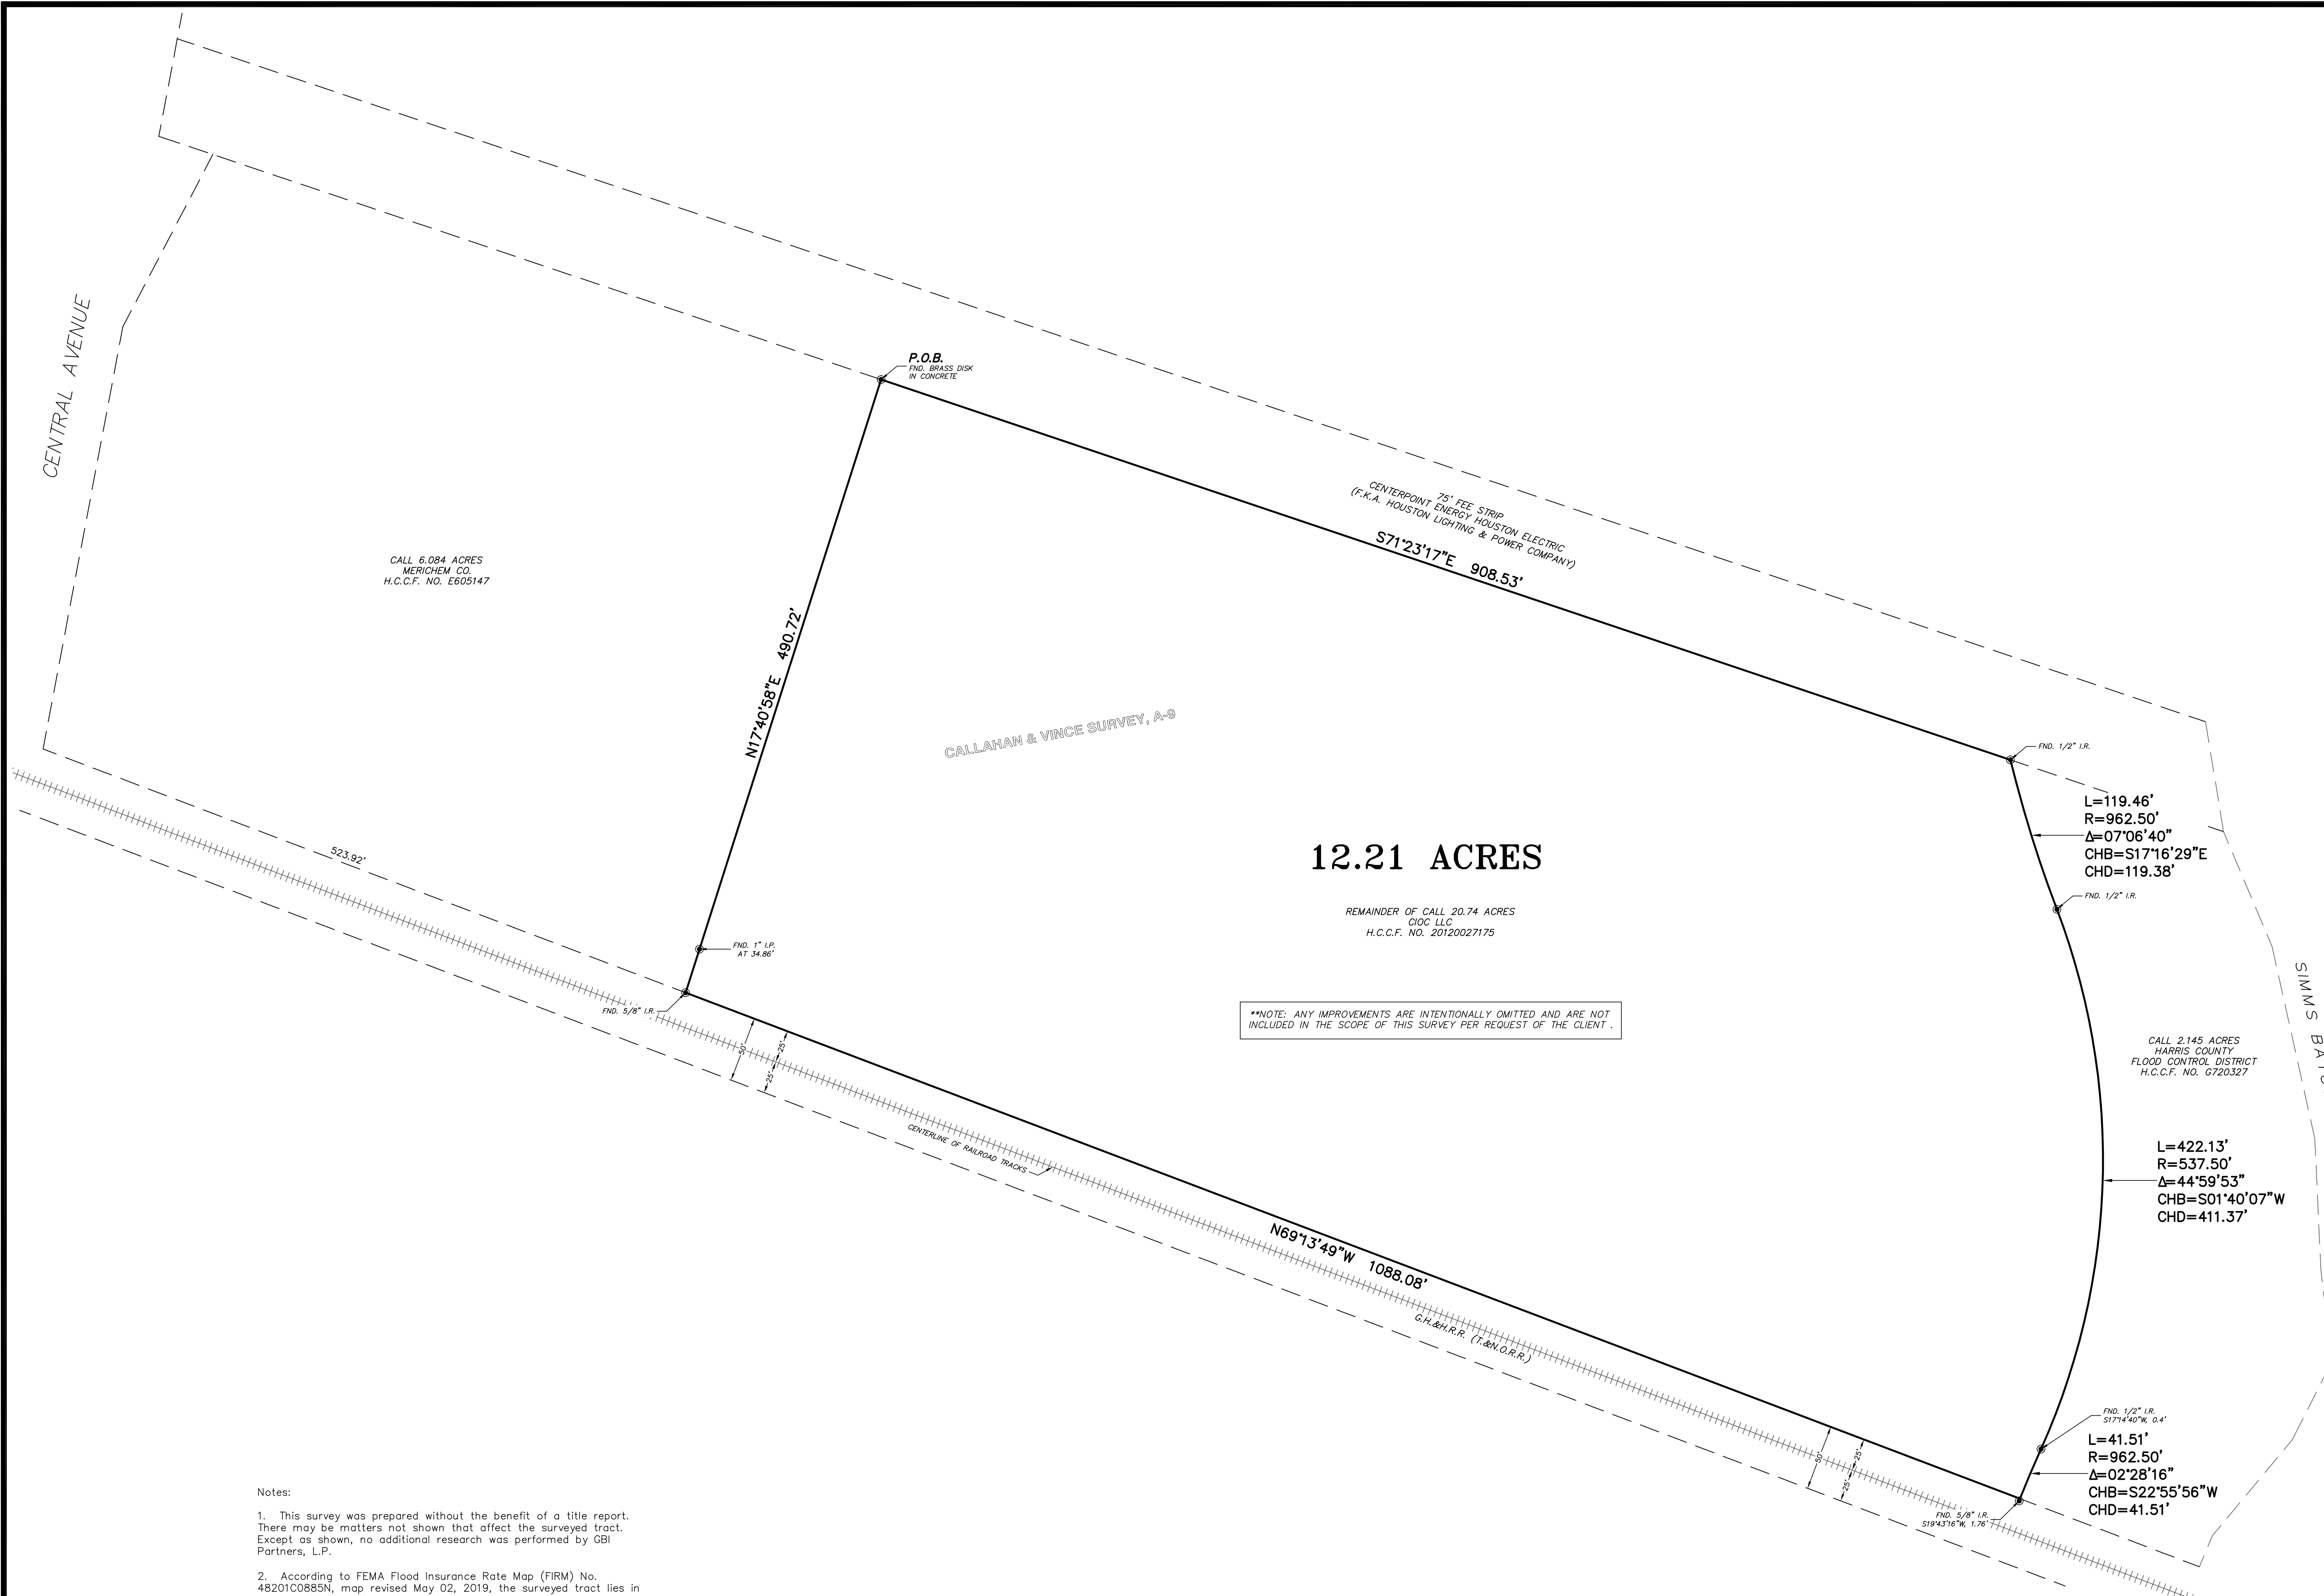 CENTRAL AVENUE
P.O.B.
FND. BRASS DISK
IN CONCRETE
75' FEE STRIP
CENTERPOINT ENERGY HOUSTON ELECTRIC
(F.K.A. HOUSTON LIGHTING & POWER COMPANY)
S71°23'17"E 908.53'
CALL 6.084 ACRES
MERICHEM CO.
H.C.C.F. NO. E605147
N17°40'58"E 490.72'
CALLAHAN & VINCE SURVEY, A-9
FND. 1/2" I.R.
L=119.46'
R=962.50'
Δ=07°06'40"
CHB=S17°16'29"E
CHD=119.38'
FND. 1/2" I.R.
523.92'
12.21 ACRES
REMAINDER OF CALL 20.74 ACRES
CIOC LLC
H.C.C.F. NO. 20120027175
FND. 1" I.P.
AT 34.86'
FND. 5/8" I.R.
**NOTE: ANY IMPROVEMENTS ARE INTENTIONALLY OMITTED AND ARE NOT
INCLUDED IN THE SCOPE OF THIS SURVEY PER REQUEST OF THE CLIENT .
SIMMS
CALL 2.145 ACRES
HARRIS COUNTY
FLOOD CONTROL DISTRICT
H.C.C.F. NO. G720327
50'
25'
25'
CENTERLINE OF RAILROAD TRACKS
L=422.13'
R=537.50'
Δ=44°59'53"
CHB=S01°40'07"W
CHD=411.37'
N69°13'49"W 1088.08'
G.H.&H.R.R. (T.&N.O.R.R.)
FND. 1/2" I.R.
S17°14'40"W, 0.4'
L=41.51'
R=962.50'
Δ=02°28'16"
CHB=S22°55'56"W
CHD=41.51'
50'
25'
25'
FND. 5/8" I.R.
S19°43'16"W, 1.76'
Notes:
1. This survey was prepared without the benefit of a title report.
There may be matters not shown that affect the surveyed tract.
Except as shown, no additional research was performed by GBI
Partners, L.P.
2. According to FEMA Flood Insurance Rate Map (FIRM) No.
48201C0885N, map revised May 02, 2019, the surveyed tract lies in